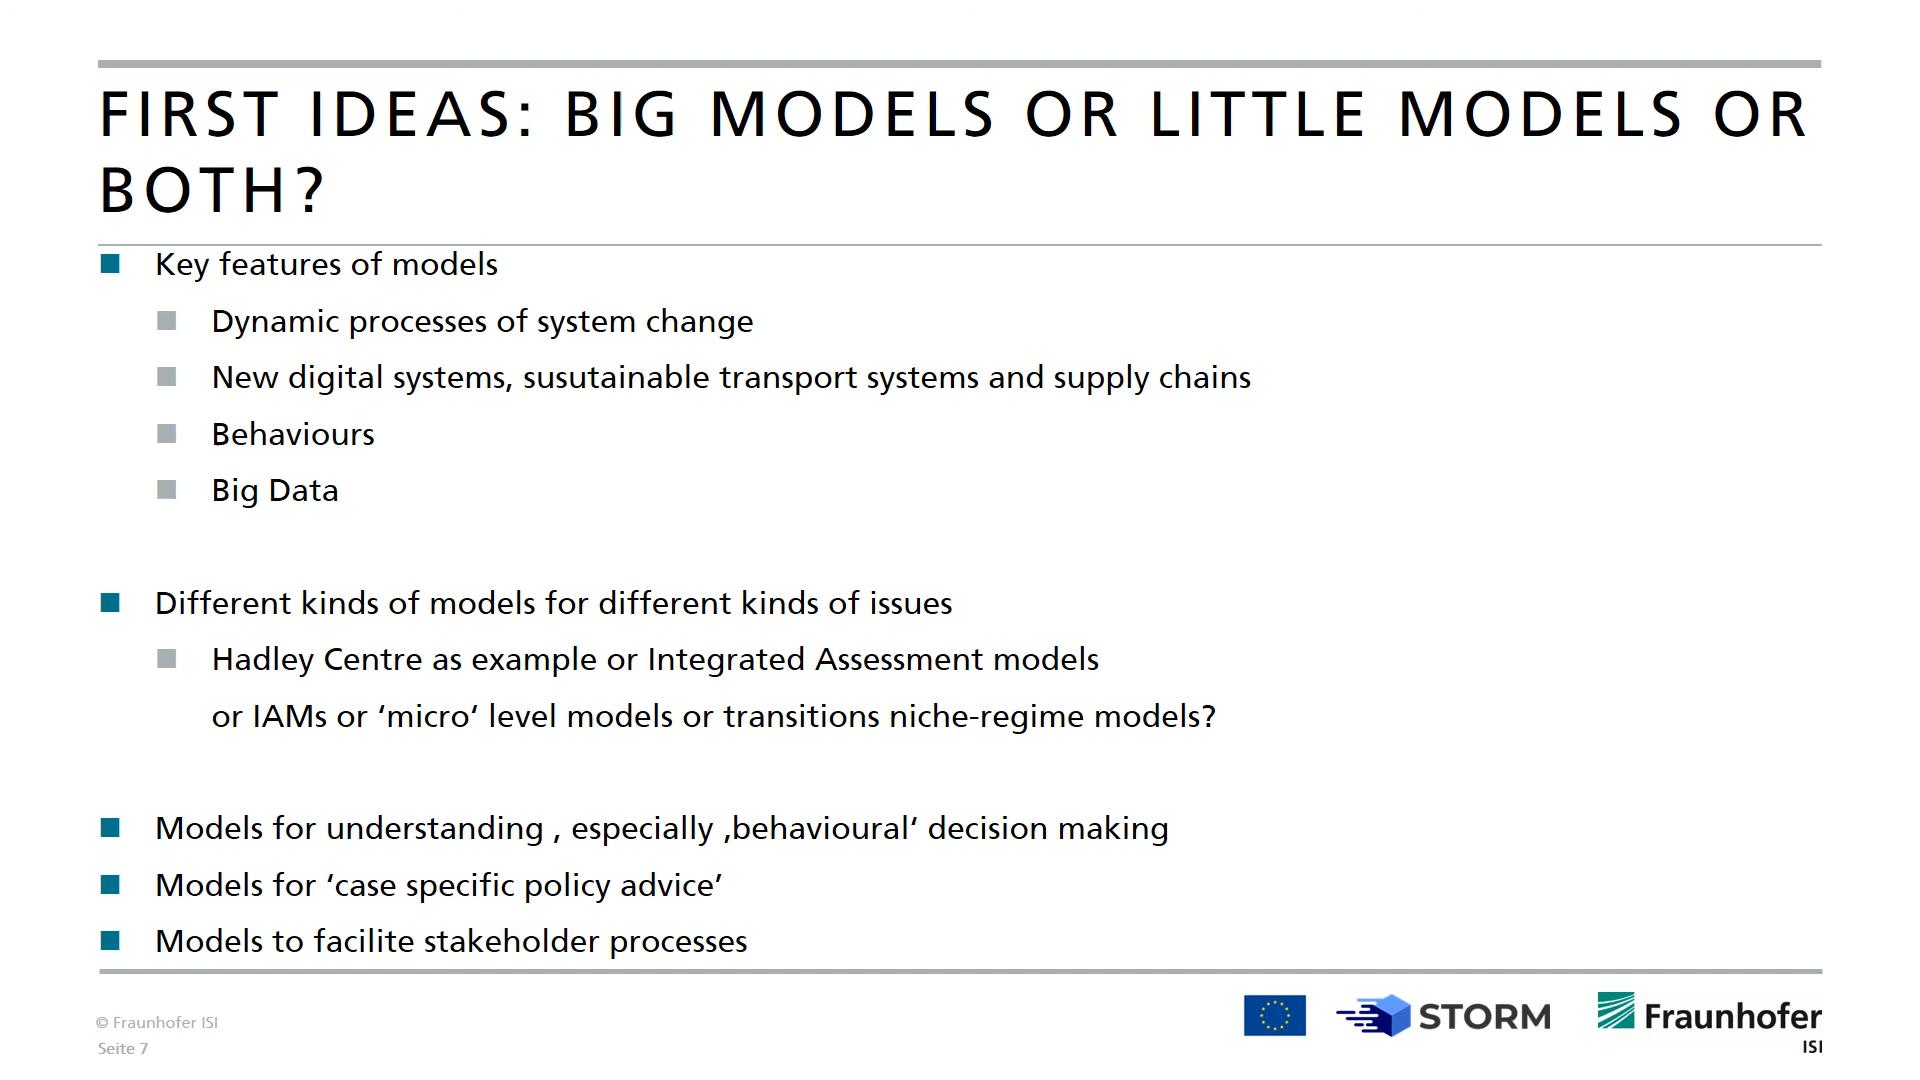 FIRST IDEAS: BIG MODELS OR LITTLE MODELS OR
BOTH?
Key features of models
Dynamic processes of system change
New digital systems, susutainable transport systems and supply chains
Behaviours
Big Data
Different kinds of models for different kinds of issues
Hadley Centre as example or Integrated Assessment models
or IAMs or ‘micro‘ level models or transitions niche-regime models?
Models for understanding , especially ‚behavioural‘ decision making
Models for ‘case specific policy advice’
Models to facilite stakeholder processes
© Fraunhofer ISI
Seite 7
STORM
Fraunhofer
ISI